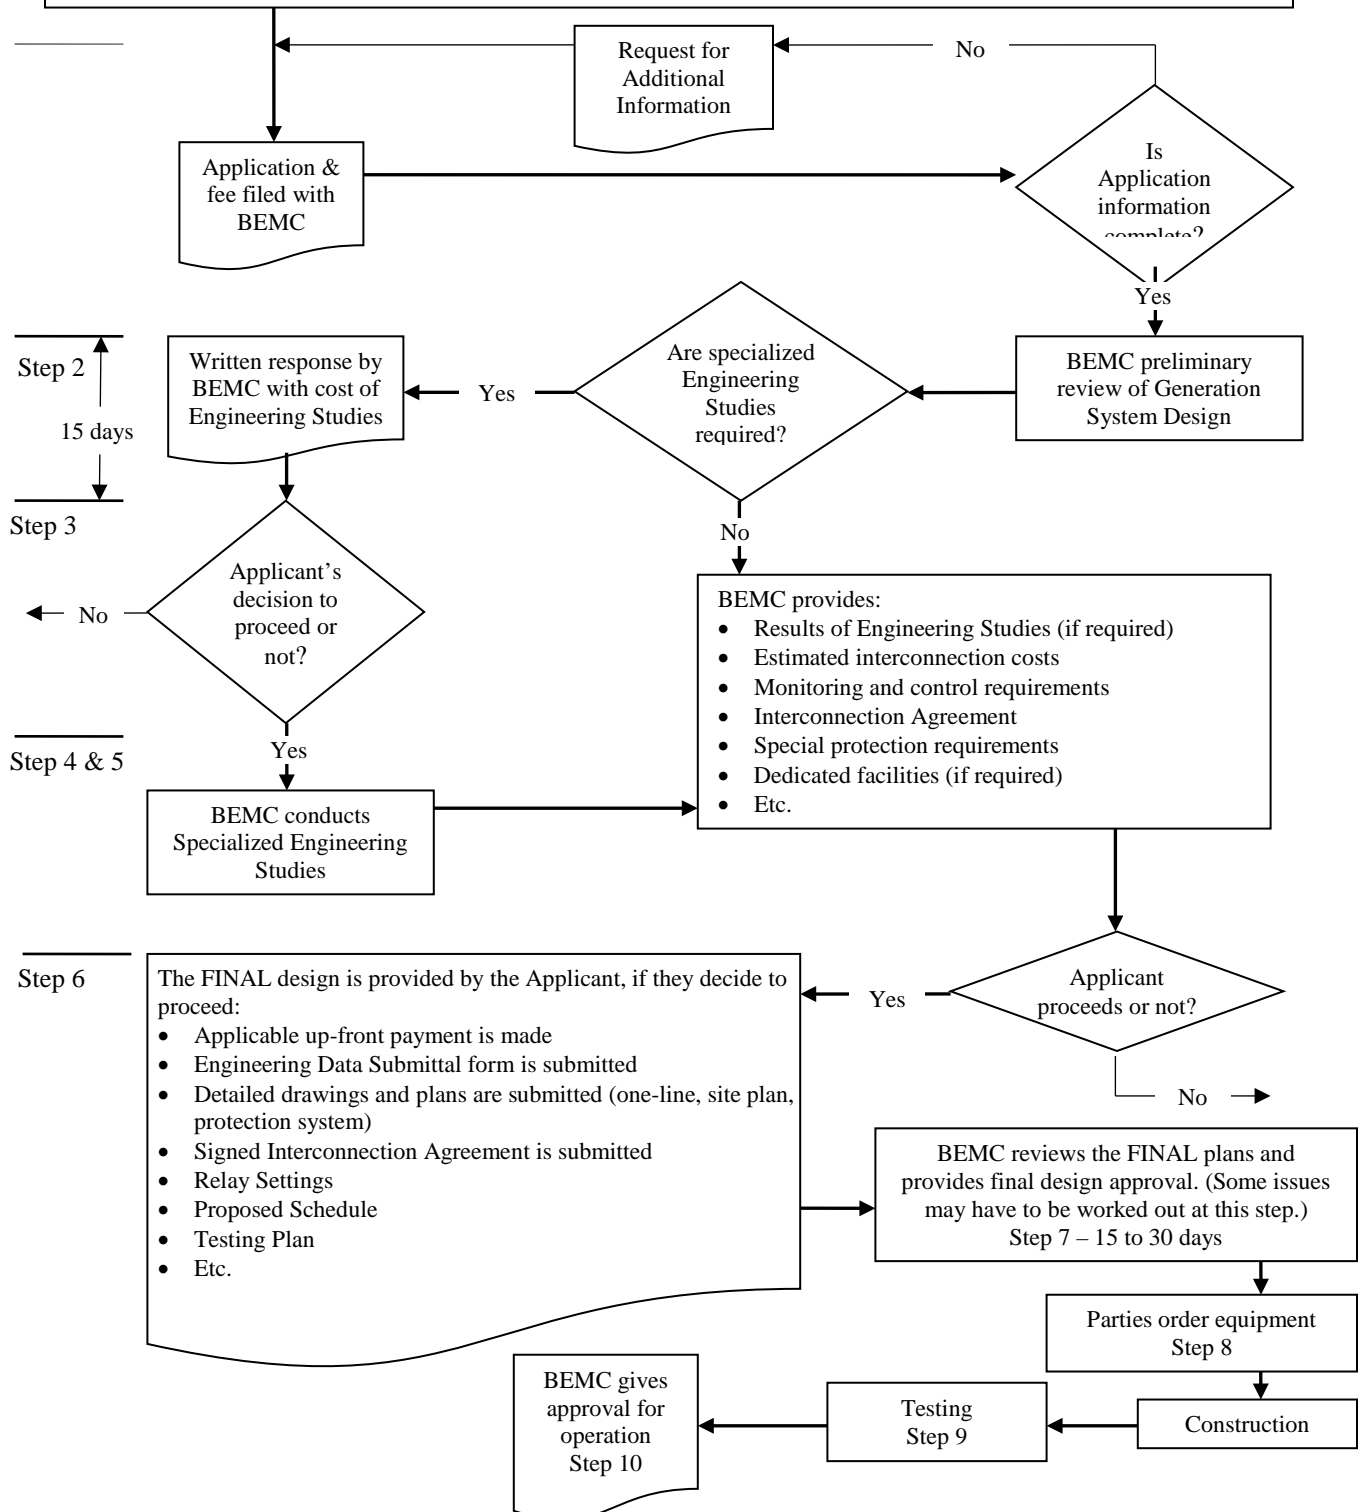 Request for
Additional
Information
No
Application &
fee filed with
BEMC
Is
Application
information
complete?
Yes
Step 2
15 days
Written response by
BEMC with cost of
Engineering Studies
Yes
Are specialized
Engineering
Studies
required?
BEMC preliminary
review of Generation
System Design
Step 3
No
Applicant’s
decision to
proceed or
not?
No
BEMC provides:
• Results of Engineering Studies (if required)
• Estimated interconnection costs
• Monitoring and control requirements
• Interconnection Agreement
• Special protection requirements
• Dedicated facilities (if required)
• Etc.
Step 4 & 5
Yes
BEMC conducts
Specialized Engineering
Studies
Step 6
The FINAL design is provided by the Applicant, if they decide to
proceed:
• Applicable up-front payment is made
• Engineering Data Submittal form is submitted
• Detailed drawings and plans are submitted (one-line, site plan,
protection system)
• Signed Interconnection Agreement is submitted
• Relay Settings
• Proposed Schedule
• Testing Plan
• Etc.
Yes
Applicant
proceeds or not?
No
BEMC reviews the FINAL plans and
provides final design approval. (Some issues
may have to be worked out at this step.)
Step 7 – 15 to 30 days
Parties order equipment
Step 8
Construction
Testing
Step 9
BEMC gives
approval for
operation
Step 10